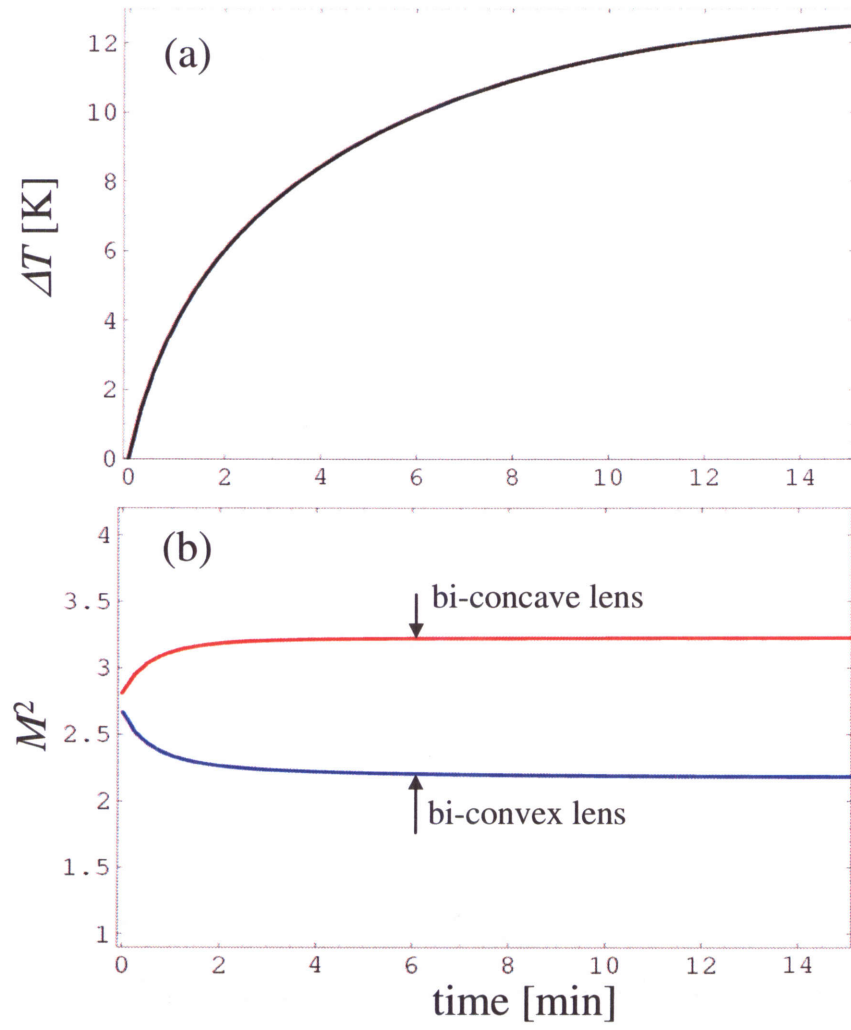 (a)
12
10
8
6
4
2
0
ΔT [K]
0 2 4 6 8 10 12 14
(b)
4
3.5
3
2.5
2
1.5
1
M²
bi-concave lens
bi-convex lens
0 2 4 6 8 10 12 14
time [min]